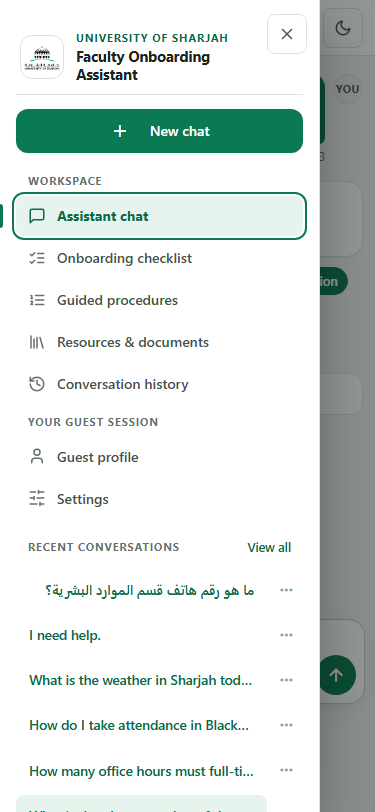 UNIVERSITY OF SHARJAH
Faculty Onboarding
Assistant
YOU
New chat
3
WORKSPACE
Assistant chat
Onboarding checklist
ion
Guided procedures
Resources & documents
Conversation history
YOUR GUEST SESSION
Guest profile
Settings
RECENT CONVERSATIONS
View all
ما هو رقم هاتف قسم الموارد البشرية؟
I need help.
What is the weather in Sharjah tod...
How do I take attendance in Black...
How many office hours must full-ti...